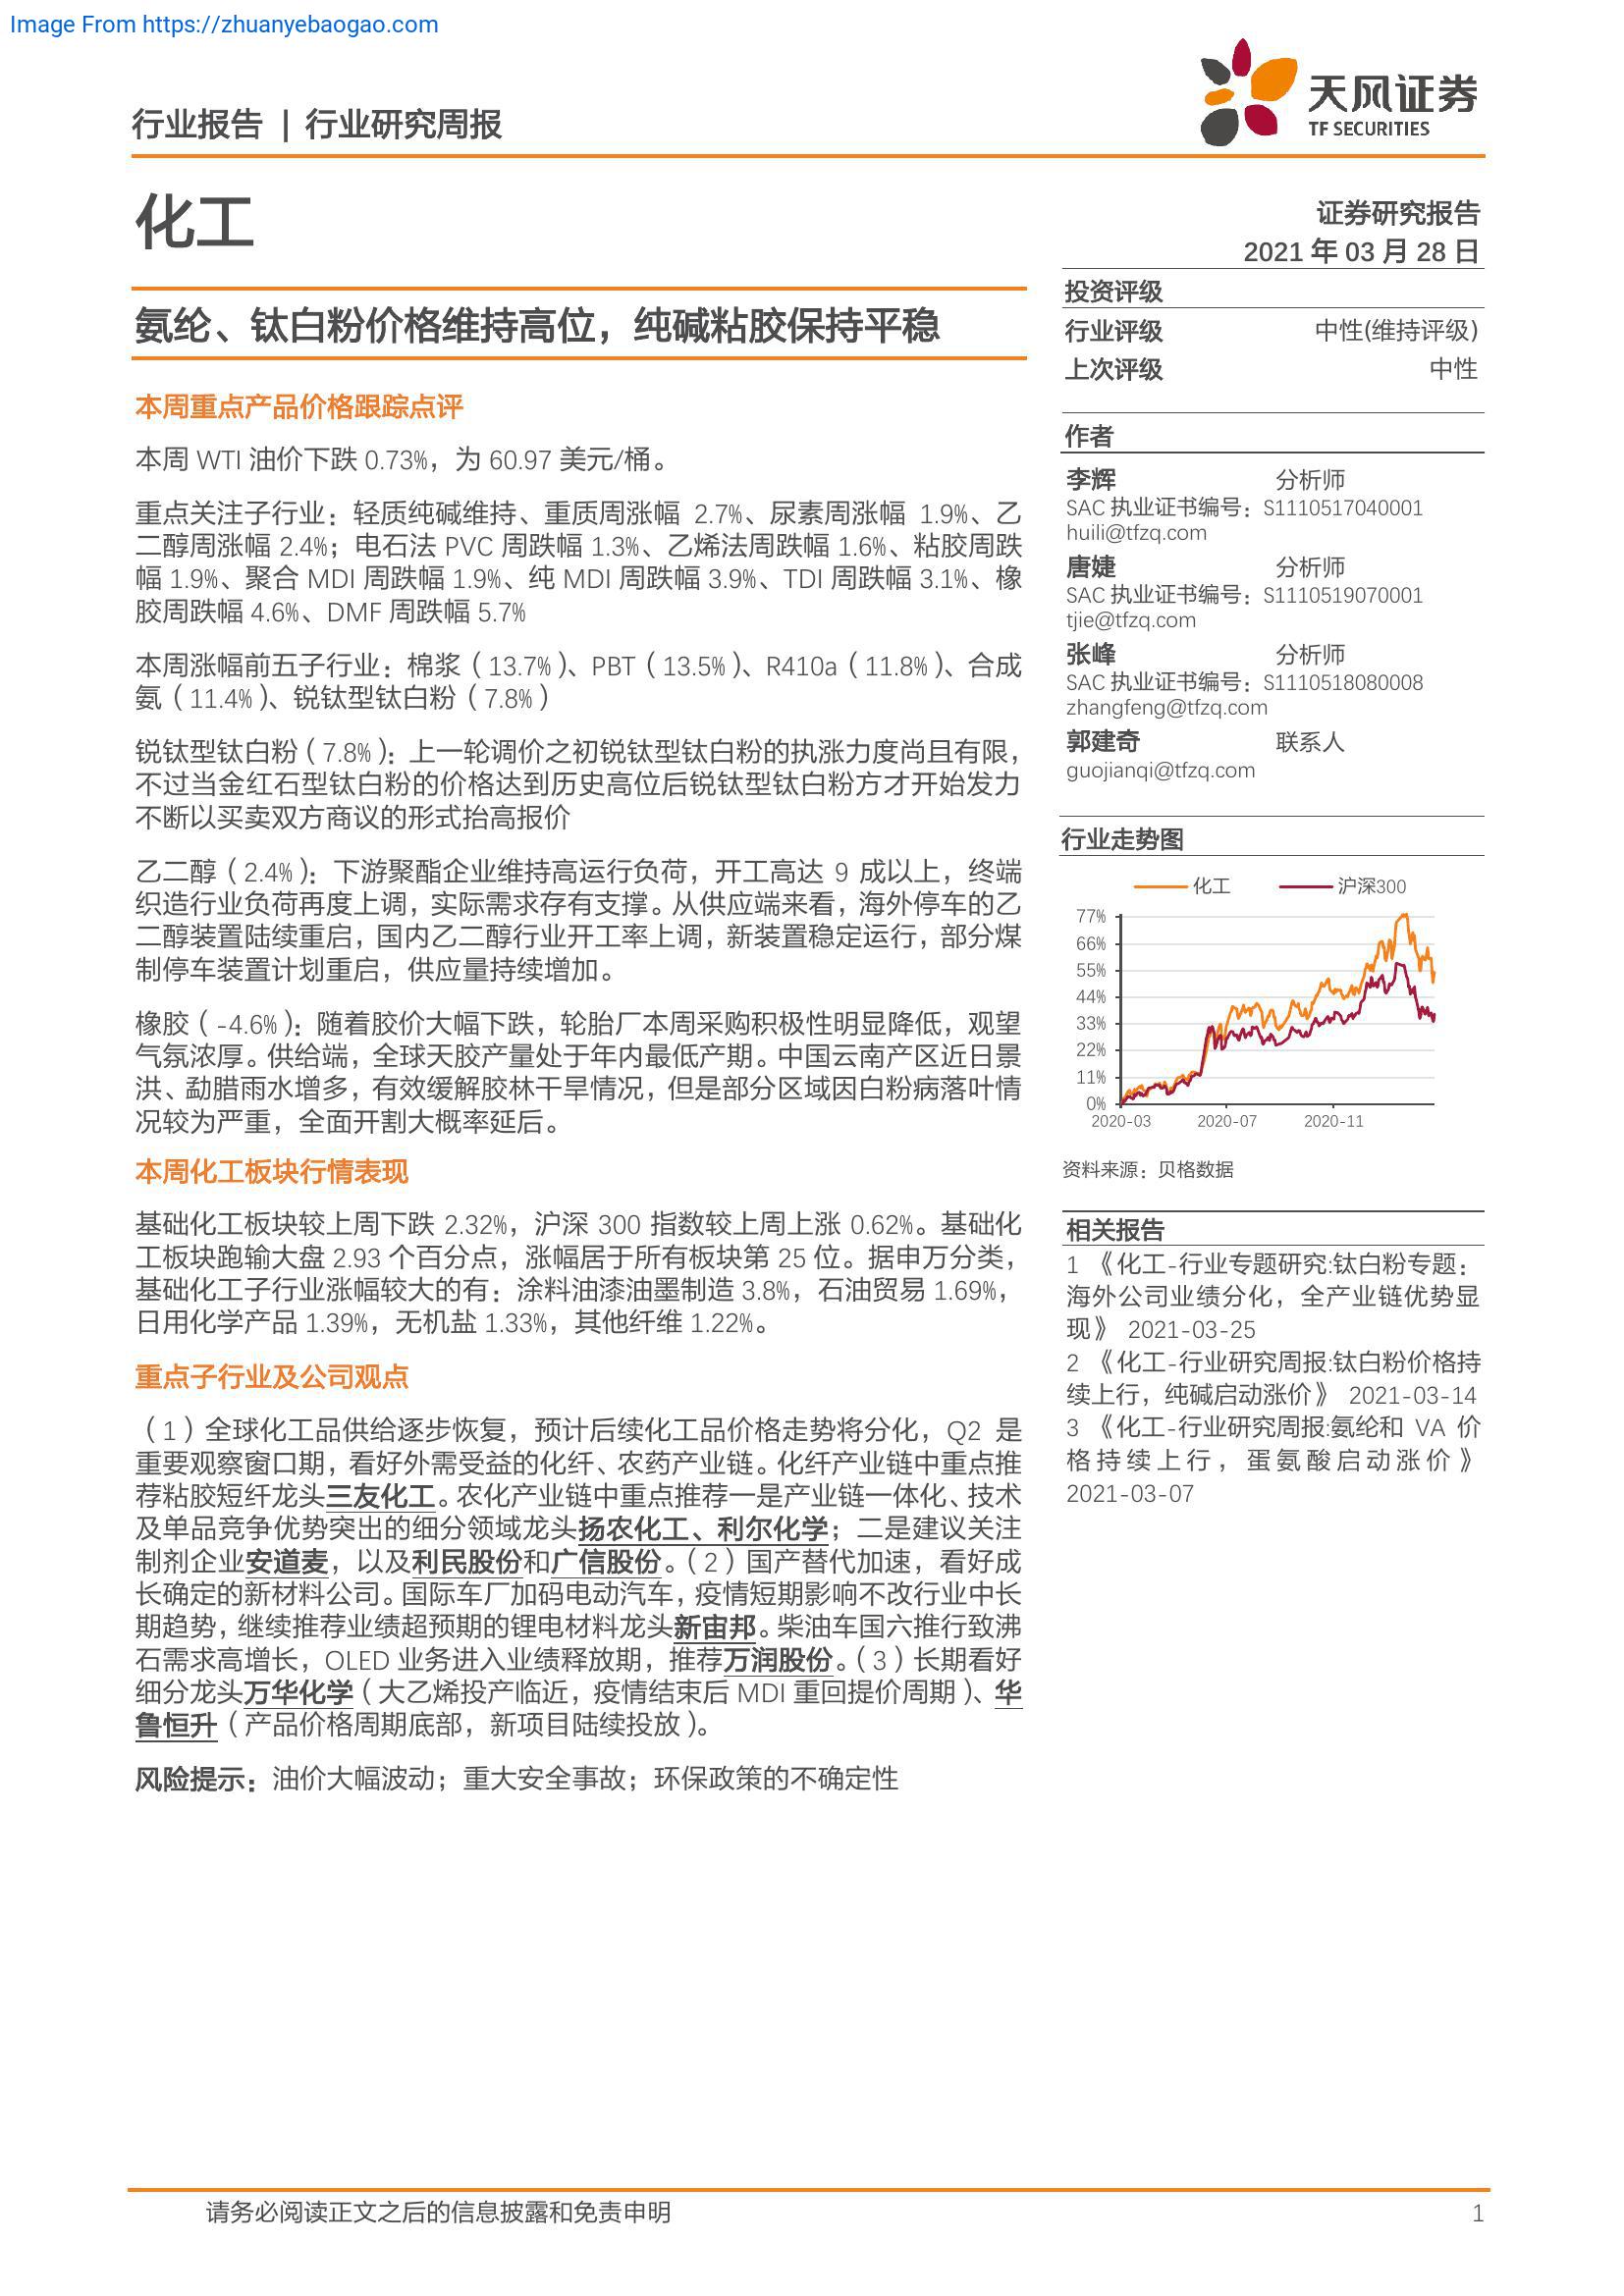 Image From https://zhuanyebaogao.com
天风证券
TF SECURITIES
行业报告 | 行业研究周报
化工
氨纶、钛白粉价格维持高位，纯碱粘胶保持平稳
本周重点产品价格跟踪点评
本周 WTI 油价下跌 0.73%，为 60.97 美元/桶。
重点关注子行业：轻质纯碱维持、重质周涨幅 2.7%、尿素周涨幅 1.9%、乙
二醇周涨幅 2.4%；电石法 PVC 周跌幅 1.3%、乙烯法周跌幅 1.6%、粘胶周跌
幅 1.9%、聚合 MDI 周跌幅 1.9%、纯 MDI 周跌幅 3.9%、TDI 周跌幅 3.1%、橡
胶周跌幅 4.6%、DMF 周跌幅 5.7%
本周涨幅前五子行业：棉浆（13.7%）、PBT（13.5%）、R410a（11.8%）、合成
氨（11.4%）、锐钛型钛白粉（7.8%）
锐钛型钛白粉（7.8%）：上一轮调价之初锐钛型钛白粉的执涨力度尚且有限，
不过当金红石型钛白粉的价格达到历史高位后锐钛型钛白粉方才开始发力
不断以买卖双方商议的形式抬高报价
乙二醇（2.4%）：下游聚酯企业维持高运行负荷，开工高达 9 成以上，终端
织造行业负荷再度上调，实际需求存有支撑。从供应端来看，海外停车的乙
二醇装置陆续重启，国内乙二醇行业开工率上调，新装置稳定运行，部分煤
制停车装置计划重启，供应量持续增加。
橡胶（-4.6%）：随着胶价大幅下跌，轮胎厂本周采购积极性明显降低，观望
气氛浓厚。供给端，全球天胶产量处于年内最低产期。中国云南产区近日景
洪、勐腊雨水增多，有效缓解胶林干旱情况，但是部分区域因白粉病落叶情
况较为严重，全面开割大概率延后。
本周化工板块行情表现
基础化工板块较上周下跌 2.32%，沪深 300 指数较上周上涨 0.62%。基础化
工板块跑输大盘 2.93 个百分点，涨幅居于所有板块第 25 位。据申万分类，
基础化工子行业涨幅较大的有：涂料油漆油墨制造 3.8%，石油贸易 1.69%，
日用化学产品 1.39%，无机盐 1.33%，其他纤维 1.22%。
重点子行业及公司观点
（1）全球化工品供给逐步恢复，预计后续化工品价格走势将分化，Q2 是
重要观察窗口期，看好外需受益的化纤、农药产业链。化纤产业链中重点推
荐粘胶短纤龙头三友化工。农化产业链中重点推荐一是产业链一体化、技术
及单品竞争优势突出的细分领域龙头扬农化工、利尔化学；二是建议关注
制剂企业安道麦，以及利民股份和广信股份。（2）国产替代加速，看好成
长确定的新材料公司。国际车厂加码电动汽车，疫情短期影响不改行业中长
期趋势，继续推荐业绩超预期的锂电材料龙头新宙邦。柴油车国六推行致沸
石需求高增长，OLED 业务进入业绩释放期，推荐万润股份。（3）长期看好
细分龙头万华化学（大乙烯投产临近，疫情结束后 MDI 重回提价周期）、华
鲁恒升（产品价格周期底部，新项目陆续投放）。
风险提示：油价大幅波动；重大安全事故；环保政策的不确定性
证券研究报告
2021 年 03 月 28 日
投资评级
行业评级 中性(维持评级)
上次评级 中性
作者
李辉 分析师
SAC 执业证书编号：S1110517040001
huili@tfzq.com
唐婕 分析师
SAC 执业证书编号：S1110519070001
tjie@tfzq.com
张峰 分析师
SAC 执业证书编号：S1110518080008
zhangfeng@tfzq.com
郭建奇 联系人
guojianqi@tfzq.com
行业走势图
化工 沪深300
77%
66%
55%
44%
33%
22%
11%
0%
2020-03 2020-07 2020-11
资料来源：贝格数据
相关报告
1 《化工-行业专题研究:钛白粉专题：
海外公司业绩分化，全产业链优势显
现》 2021-03-25
2 《化工-行业研究周报:钛白粉价格持
续上行，纯碱启动涨价》 2021-03-14
3 《化工-行业研究周报:氨纶和 VA 价
格持续上行，蛋氨酸启动涨价》
2021-03-07
请务必阅读正文之后的信息披露和免责申明 1